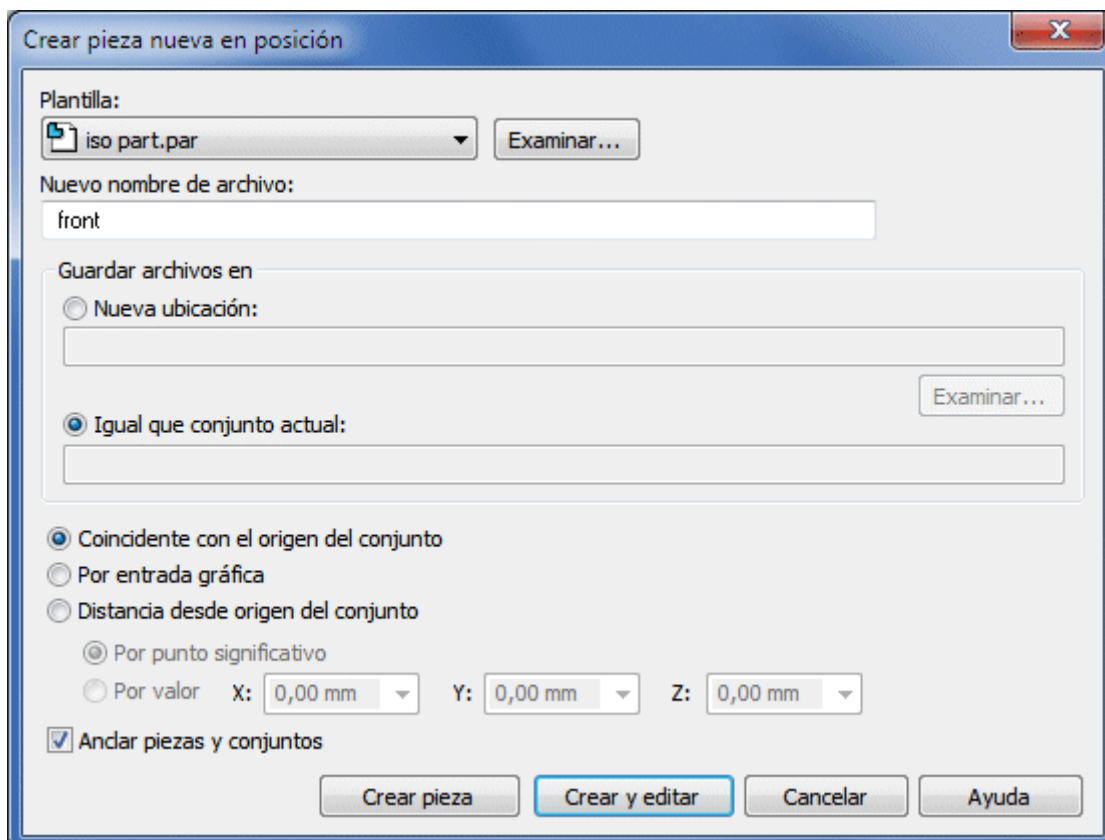 Crear pieza nueva en posición
Plantilla:
iso part.par Examinar...
Nuevo nombre de archivo:
front
Guardar archivos en
Nueva ubicación:
Examinar...
Igual que conjunto actual:
Coincidente con el origen del conjunto
Por entrada gráfica
Distancia desde origen del conjunto
Por punto significativo
Por valor X: 0,00 mm Y: 0,00 mm Z: 0,00 mm
Anclar piezas y conjuntos
Crear pieza Crear y editar Cancelar Ayuda